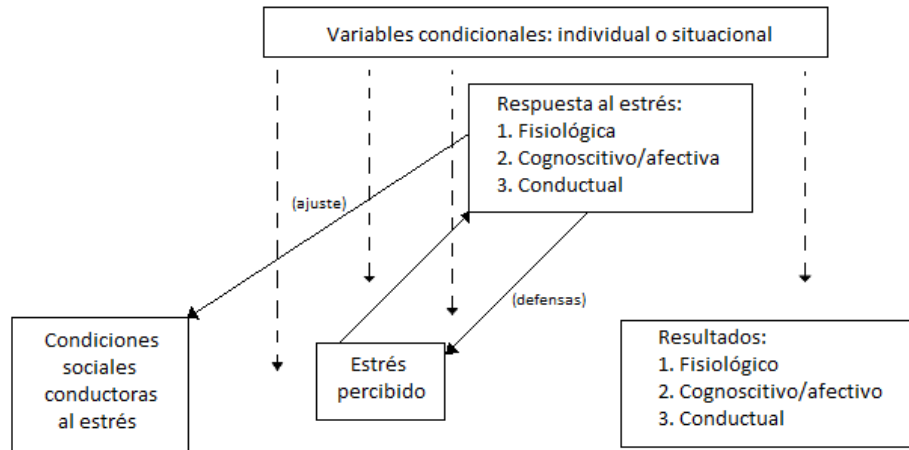 Variables condicionales: individual o situacional
Respuesta al estrés:
1. Fisiológica
2. Cognoscitivo/afectiva
3. Conductual
(ajuste)
(defensas)
Condiciones
sociales
conductoras
al estrés
Estrés
percibido
Resultados:
1. Fisiológico
2. Cognoscitivo/afectivo
3. Conductual